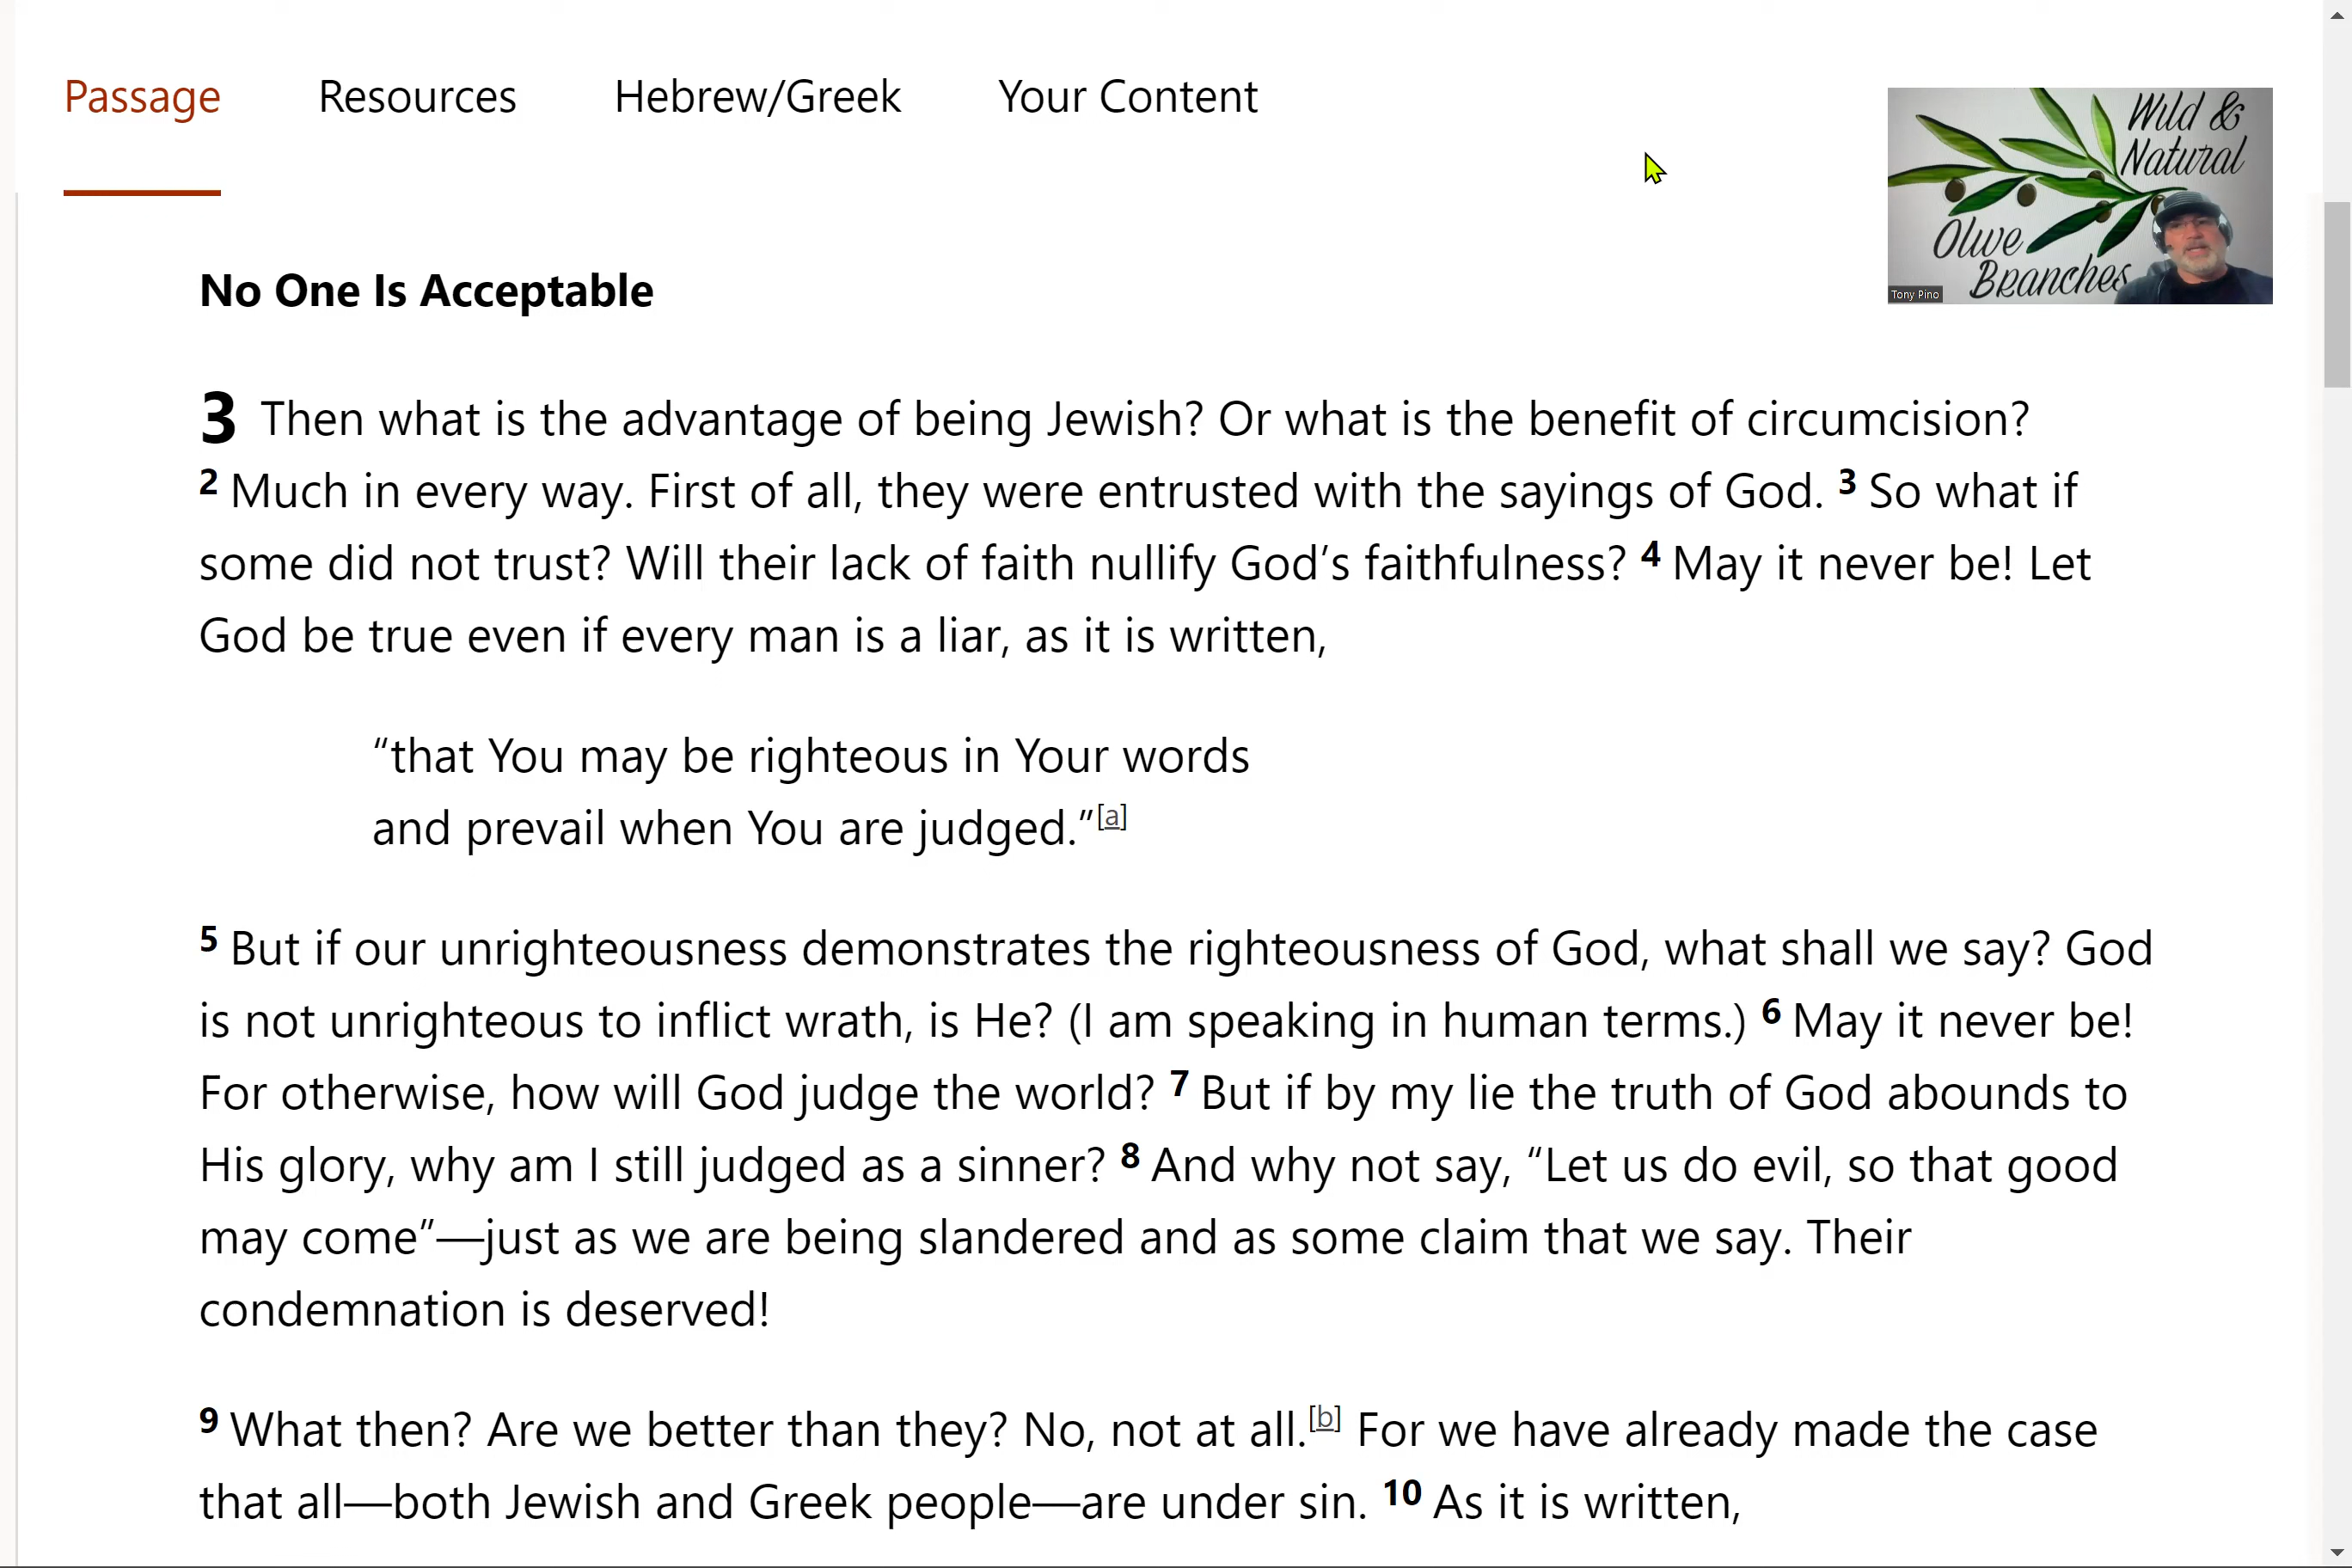 Passage Resources Hebrew/Greek Your Content
Wild &
Natural
Olive
Branches
Tony Pino
No One Is Acceptable
3 Then what is the advantage of being Jewish? Or what is the benefit of circumcision?
2 Much in every way. First of all, they were entrusted with the sayings of God. 3 So what if
some did not trust? Will their lack of faith nullify God’s faithfulness? 4 May it never be! Let
God be true even if every man is a liar, as it is written,
“that You may be righteous in Your words
and prevail when You are judged.”[a]
5 But if our unrighteousness demonstrates the righteousness of God, what shall we say? God
is not unrighteous to inflict wrath, is He? (I am speaking in human terms.) 6 May it never be!
For otherwise, how will God judge the world? 7 But if by my lie the truth of God abounds to
His glory, why am I still judged as a sinner? 8 And why not say, “Let us do evil, so that good
may come”—just as we are being slandered and as some claim that we say. Their
condemnation is deserved!
9 What then? Are we better than they? No, not at all.[b] For we have already made the case
that all—both Jewish and Greek people—are under sin. 10 As it is written,